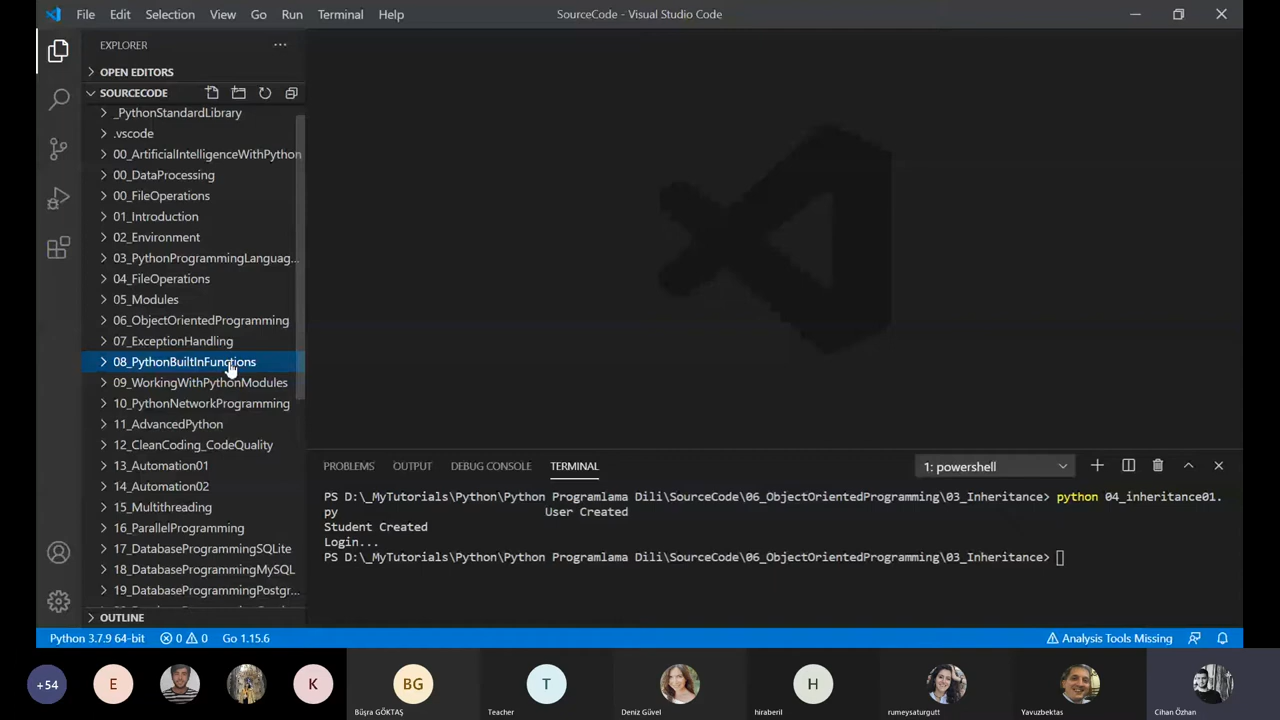 File Edit Selection View Go Run Terminal Help SourceCode - Visual Studio Code
EXPLORER
OPEN EDITORS
SOURCECODE
_PythonStandardLibrary
.vscode
00_ArtificialIntelligenceWithPython
00_DataProcessing
00_FileOperations
01_Introduction
02_Environment
03_PythonProgrammingLanguag...
04_FileOperations
05_Modules
06_ObjectOrientedProgramming
07_ExceptionHandling
08_PythonBuiltInFunctions
09_WorkingWithPythonModules
10_PythonNetworkProgramming
11_AdvancedPython
12_CleanCoding_CodeQuality
13_Automation01
14_Automation02
15_Multithreading
16_ParallelProgramming
17_DatabaseProgrammingSQLite
18_DatabaseProgrammingMySQL
19_DatabaseProgrammingPostgr...
OUTLINE
PROBLEMS OUTPUT DEBUG CONSOLE TERMINAL 1: powershell
PS D:\_MyTutorials\Python\Python Programlama Dili\SourceCode\06_ObjectOrientedProgramming\03_Inheritance> python 04_inheritance01.
py User Created
Student Created
Login...
PS D:\_MyTutorials\Python\Python Programlama Dili\SourceCode\06_ObjectOrientedProgramming\03_Inheritance>
Python 3.7.9 64-bit 0 0 Go 1.15.6 Analysis Tools Missing
+54 E K BG T H
Büşra GÖKTAŞ Teacher Deniz Güvel hiraberil rumeysaturgutt Yavuzbektas Cihan Özhan